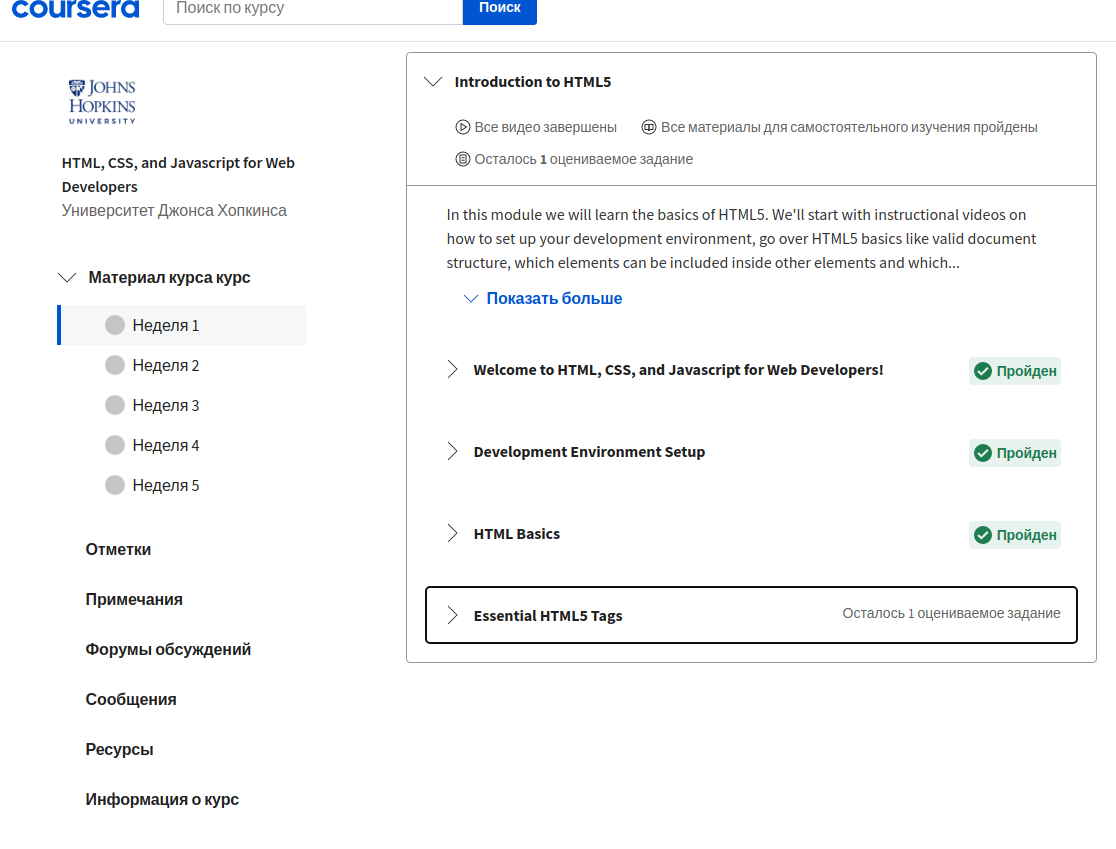 coursera
Поиск по курсу
Поиск
JOHNS
HOPKINS
UNIVERSITY
HTML, CSS, and Javascript for Web
Developers
Университет Джонса Хопкинса
Материал курса курс
Неделя 1
Неделя 2
Неделя 3
Неделя 4
Неделя 5
Отметки
Примечания
Форумы обсуждений
Сообщения
Ресурсы
Информация о курс
Introduction to HTML5
Все видео завершены
Все материалы для самостоятельного изучения пройдены
Осталось 1 оцениваемое задание
In this module we will learn the basics of HTML5. We'll start with instructional videos on
how to set up your development environment, go over HTML5 basics like valid document
structure, which elements can be included inside other elements and which...
Показать больше
Welcome to HTML, CSS, and Javascript for Web Developers!
Пройден
Development Environment Setup
Пройден
HTML Basics
Пройден
Essential HTML5 Tags
Осталось 1 оцениваемое задание